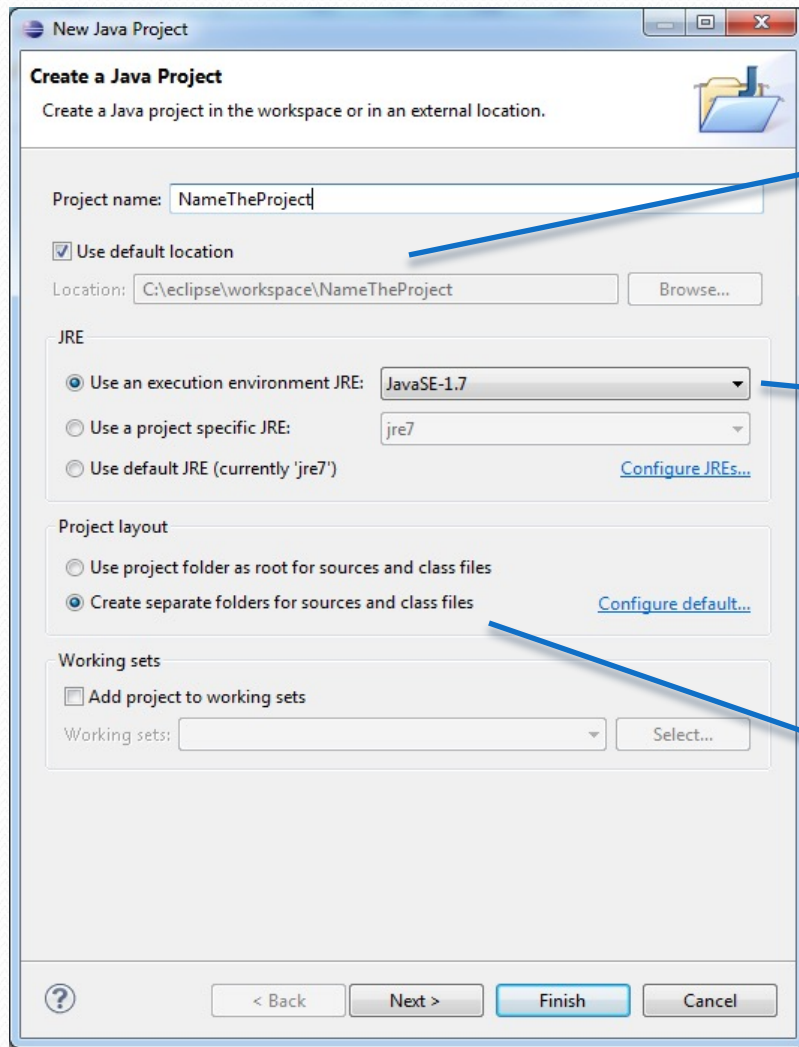 New Java Project
Create a Java Project
Create a Java project in the workspace or in an external location.
Project name: NameTheProject
Use default location
Location: C:\eclipse\workspace\NameTheProject Browse...
JRE
Use an execution environment JRE: JavaSE-1.7
Use a project specific JRE: jre7
Use default JRE (currently 'jre7') Configure JREs...
Project layout
Use project folder as root for sources and class files
Create separate folders for sources and class files Configure default...
Working sets
Add project to working sets
Working sets: Select...
? < Back Next > Finish Cancel